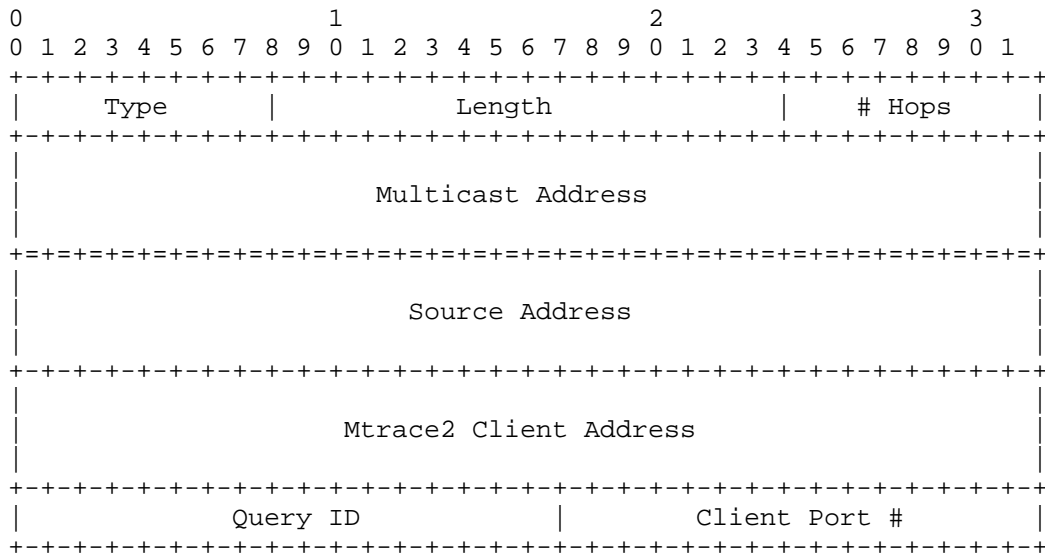 0                   1                   2                   3
0 1 2 3 4 5 6 7 8 9 0 1 2 3 4 5 6 7 8 9 0 1 2 3 4 5 6 7 8 9 0 1
+-+-+-+-+-+-+-+-+-+-+-+-+-+-+-+-+-+-+-+-+-+-+-+-+-+-+-+-+-+-+-+-+
|     Type      |           Length              |    # Hops     |
+-+-+-+-+-+-+-+-+-+-+-+-+-+-+-+-+-+-+-+-+-+-+-+-+-+-+-+-+-+-+-+-+
|                                                               |
|                      Multicast Address                        |
|                                                               |
+=+=+=+=+=+=+=+=+=+=+=+=+=+=+=+=+=+=+=+=+=+=+=+=+=+=+=+=+=+=+=+=+
|                                                               |
|                        Source Address                         |
|                                                               |
+-+-+-+-+-+-+-+-+-+-+-+-+-+-+-+-+-+-+-+-+-+-+-+-+-+-+-+-+-+-+-+-+
|                                                               |
|                    Mtrace2 Client Address                     |
|                                                               |
+-+-+-+-+-+-+-+-+-+-+-+-+-+-+-+-+-+-+-+-+-+-+-+-+-+-+-+-+-+-+-+-+
|             Query ID            |        Client Port #        |
+-+-+-+-+-+-+-+-+-+-+-+-+-+-+-+-+-+-+-+-+-+-+-+-+-+-+-+-+-+-+-+-+